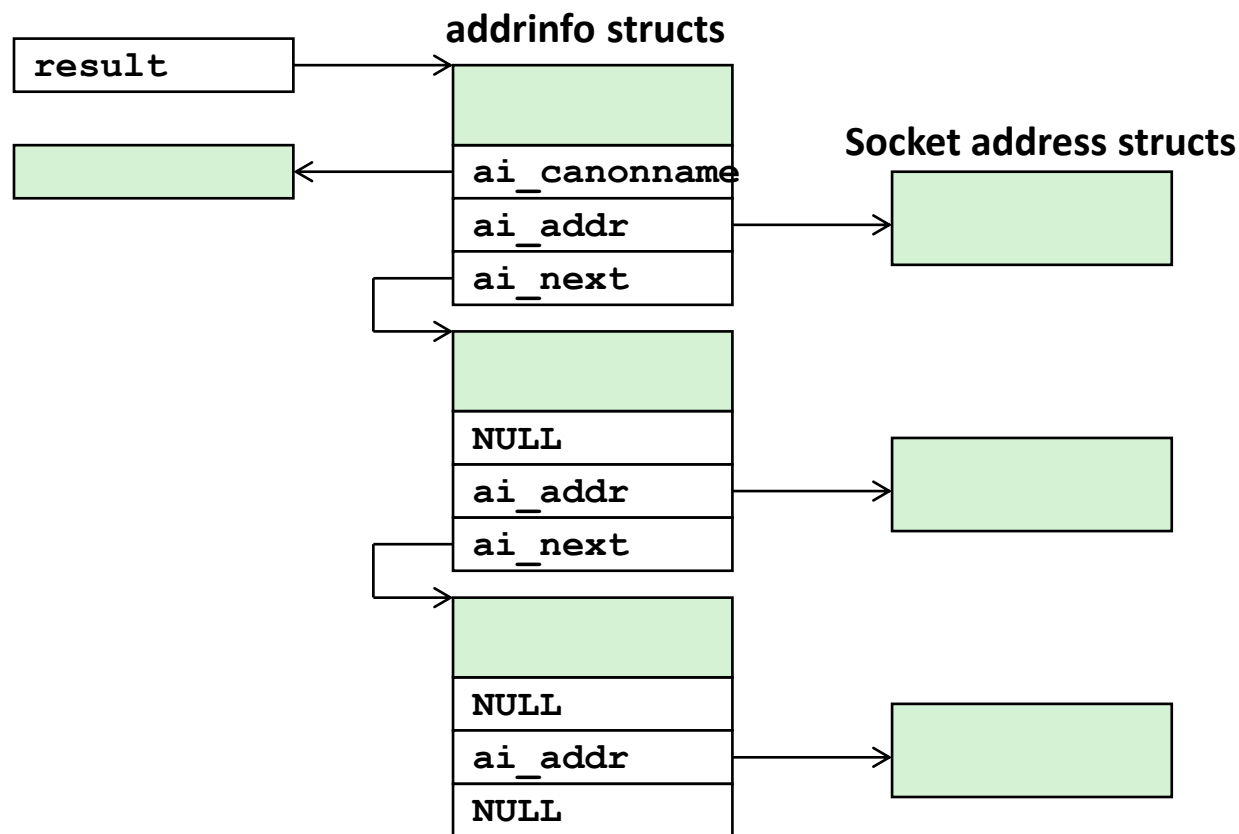 addrinfo structs
result
Socket address structs
ai_canonname
ai_addr
ai_next
NULL
ai_addr
ai_next
NULL
ai_addr
NULL